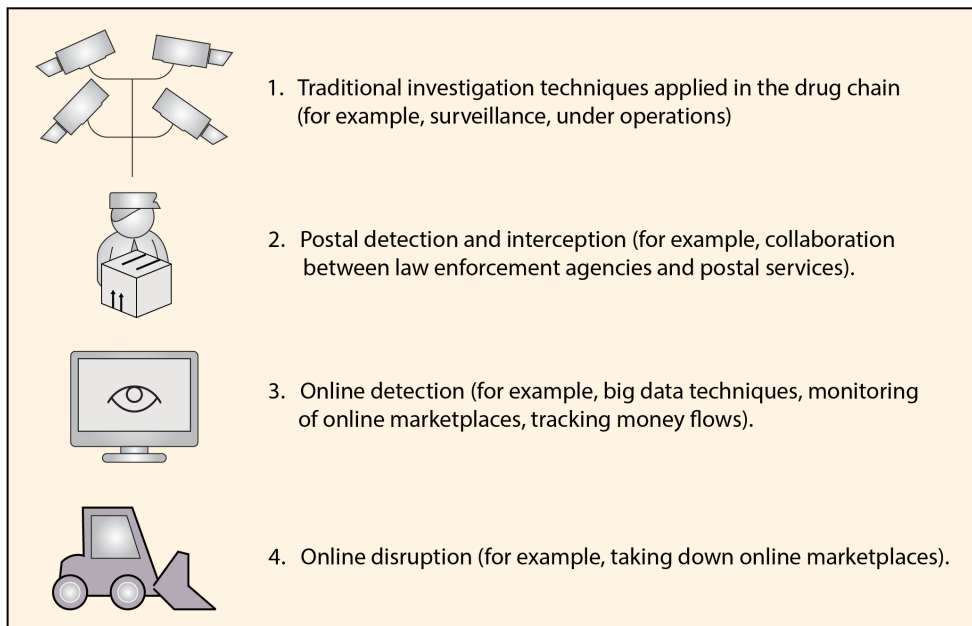 1. Traditional investigation techniques applied in the drug chain
(for example, surveillance, under operations)
2. Postal detection and interception (for example, collaboration
between law enforcement agencies and postal services).
3. Online detection (for example, big data techniques, monitoring
of online marketplaces, tracking money flows).
4. Online disruption (for example, taking down online marketplaces).